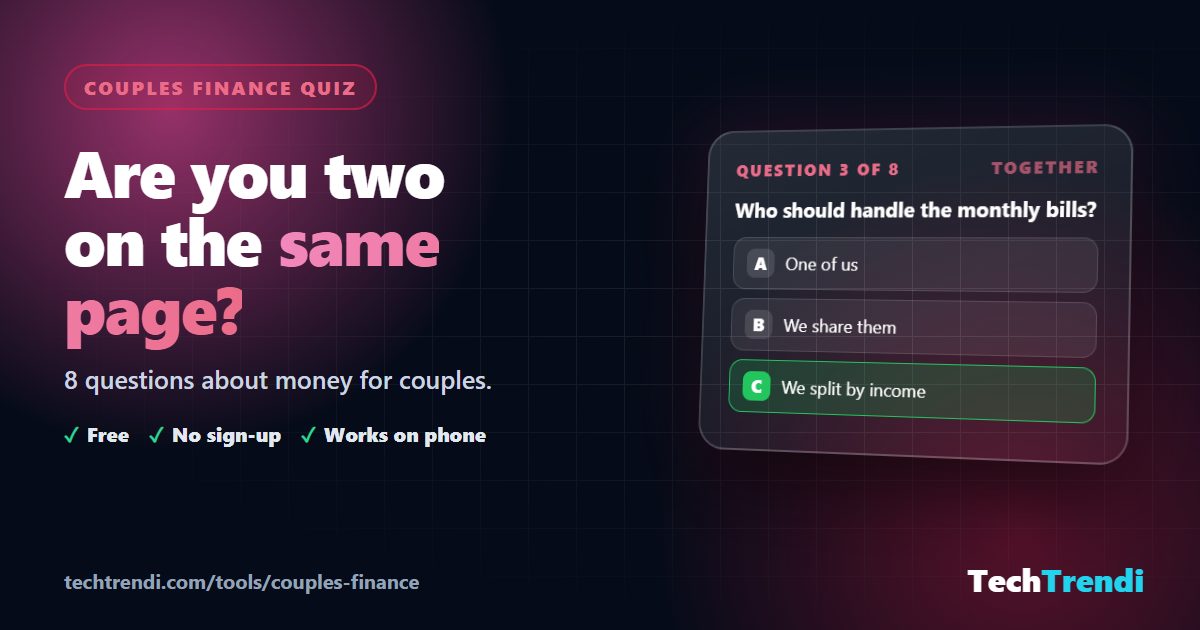 COUPLES FINANCE QUIZ
Are you two
on the same
page?
8 questions about money for couples.
✓ Free ✓ No sign-up ✓ Works on phone
techtrendi.com/tools/couples-finance
QUESTION 3 OF 8 TOGETHER
Who should handle the monthly bills?
A One of us
B We share them
C We split by income
TechTrendi